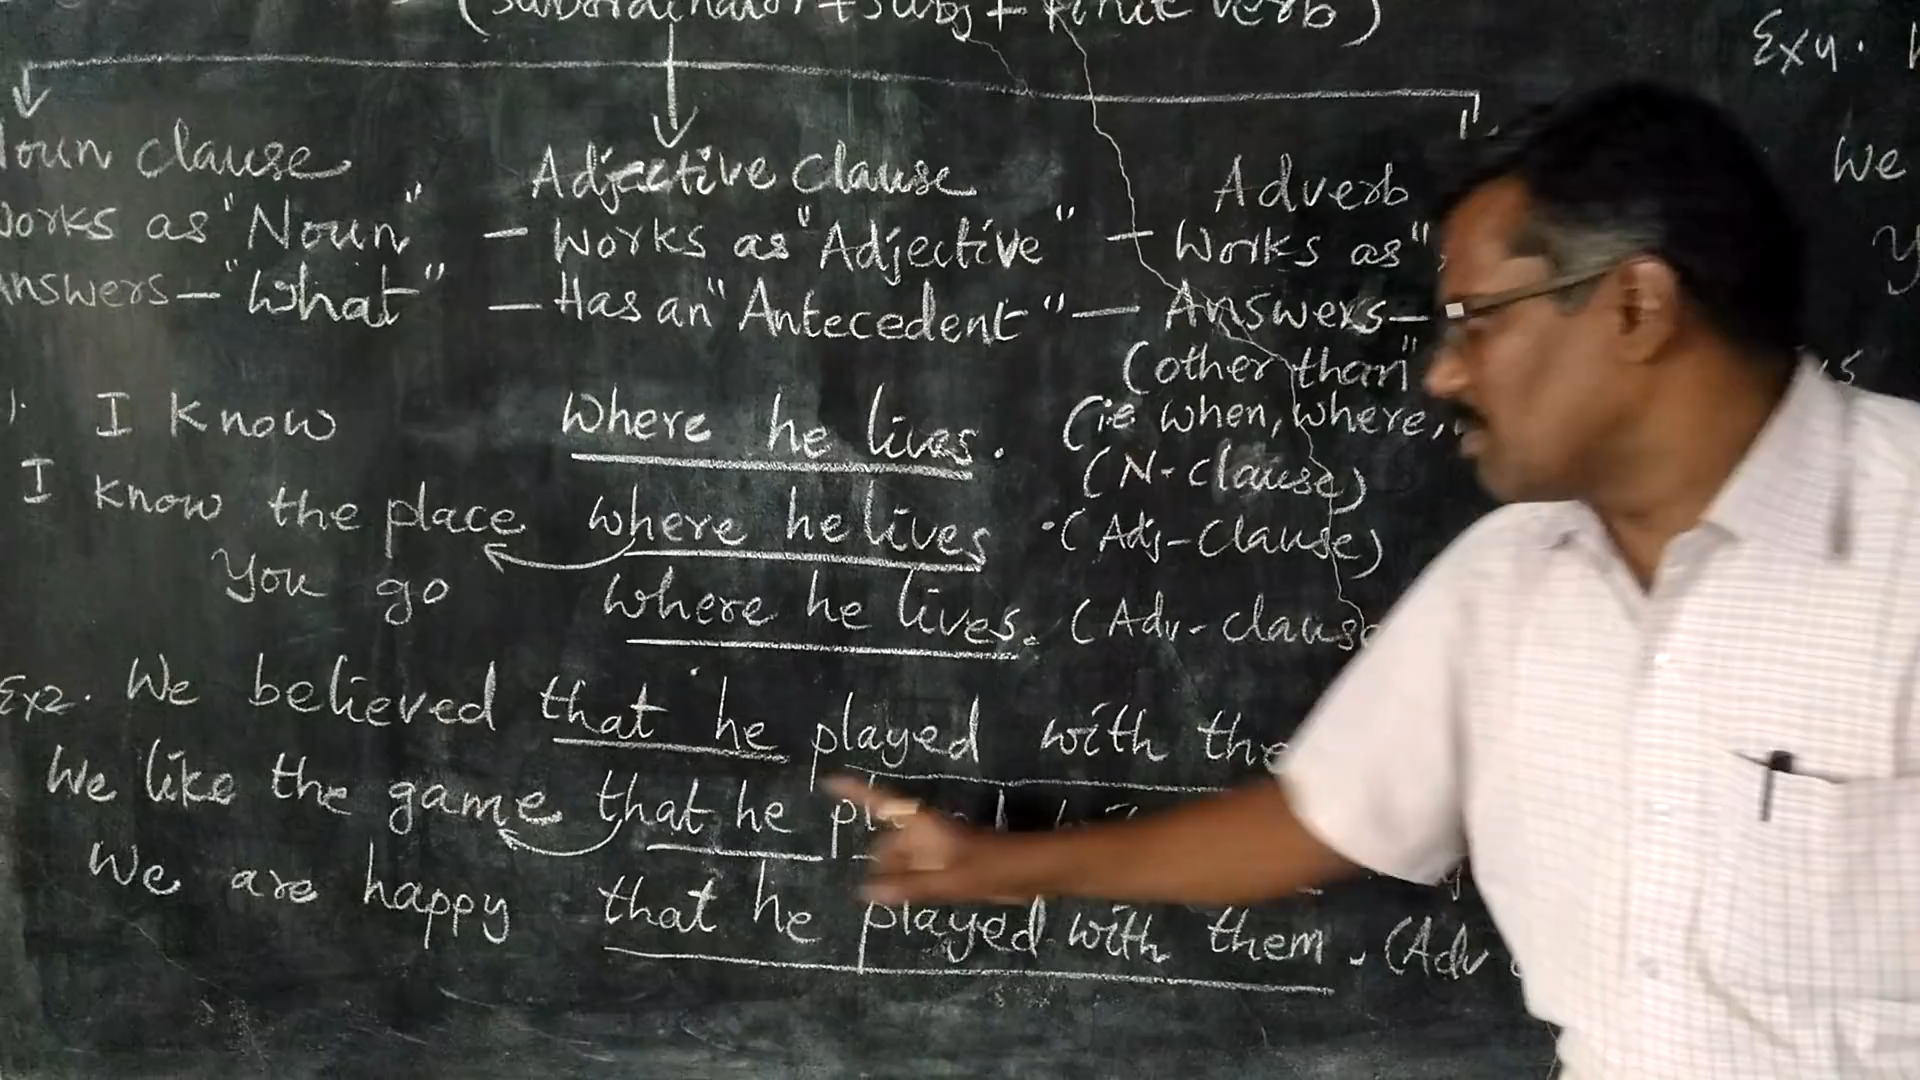 (subordinator + subj + finite verb)
Noun clause
Works as "Noun"
Answers — "What"
Adjective Clause
— Works as "Adjective"
— Has an "Antecedent"
Adverb
— Works as "
— Answers —
(other than"
(ie when, where,
I know where he lives. (N-Clause)
I know the place where he lives. (Adj-Clause)
You go where he lives. (Adv-clause
Ex2. We believed that he played with the
We like the game that he
We are happy that he played with them. (Adv
Ex4.
We